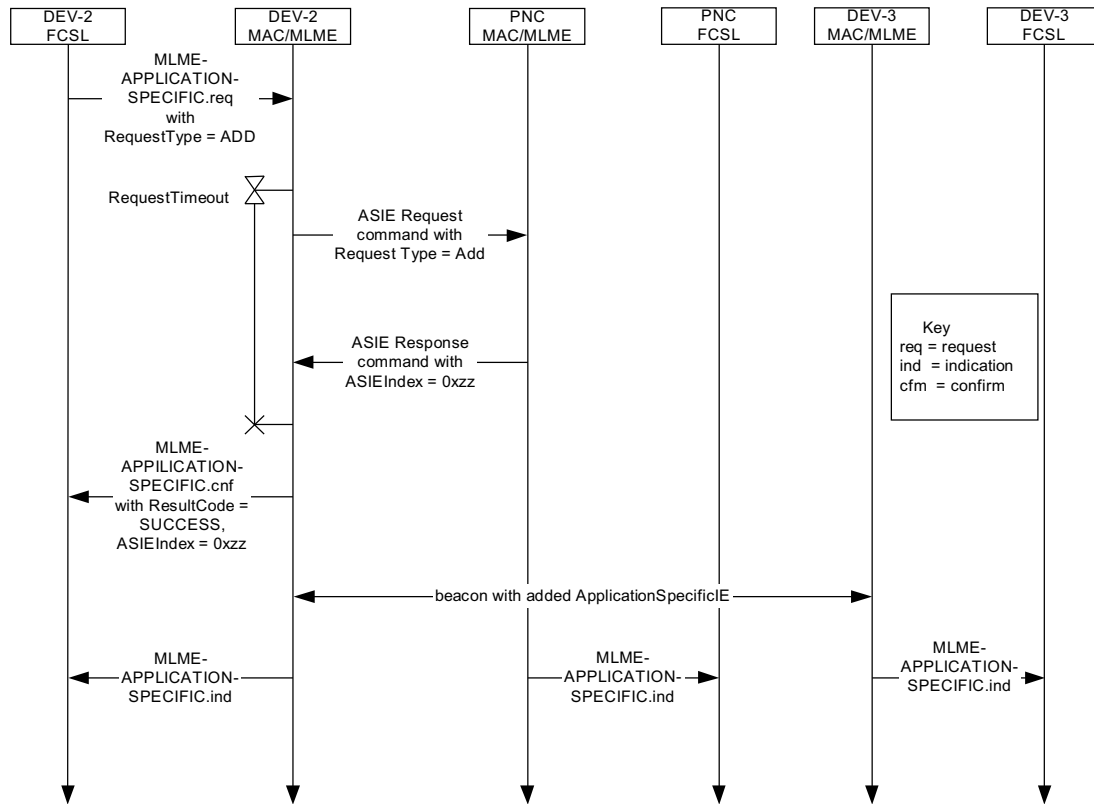 DEV-2
FCSL
DEV-2
MAC/MLME
PNC
MAC/MLME
PNC
FCSL
DEV-3
MAC/MLME
DEV-3
FCSL
MLME-
APPLICATION-
SPECIFIC.req
with
RequestType = ADD
RequestTimeout
ASIE Request
command with
Request Type = Add
ASIE Response
command with
ASIEIndex = 0xzz
Key
req = request
ind = indication
cfm = confirm
MLME-
APPILICATION-
SPECIFIC.cnf
with ResultCode =
SUCCESS,
ASIEIndex = 0xzz
beacon with added ApplicationSpecificIE
MLME-
APPLICATION-
SPECIFIC.ind
MLME-
APPLICATION-
SPECIFIC.ind
MLME-
APPLICATION-
SPECIFIC.ind